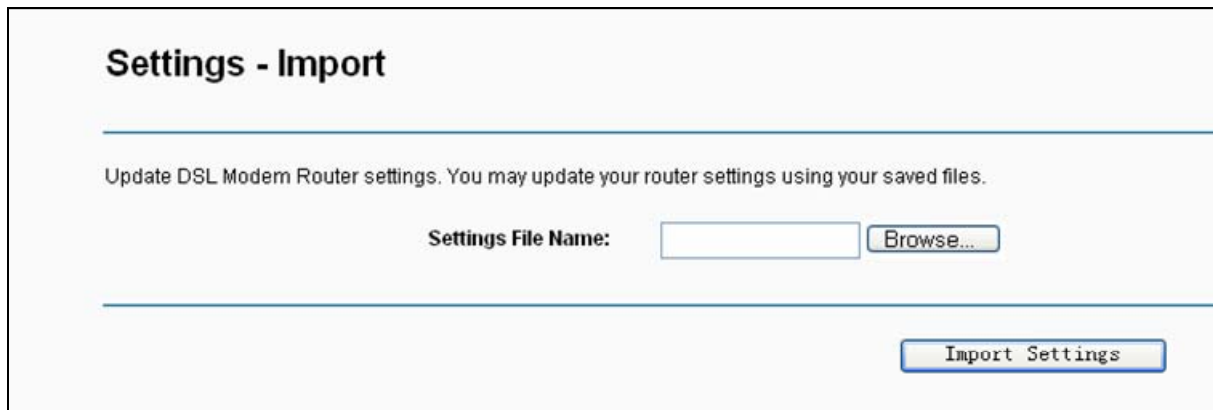 Settings - Import
Update DSL Modem Router settings. You may update your router settings using your saved files.
Settings File Name: Browse...
Import Settings